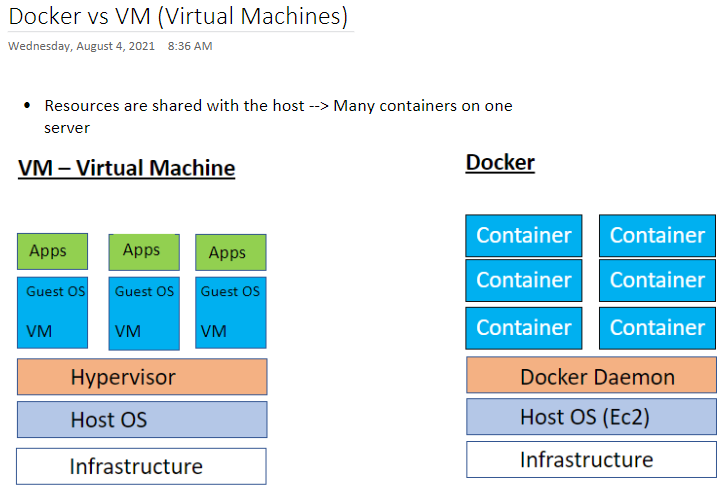 Docker vs VM (Virtual Machines)
Wednesday, August 4, 2021 8:36 AM
• Resources are shared with the host --> Many containers on one
server
VM – Virtual Machine
Apps Apps Apps
Guest OS Guest OS Guest OS
VM VM VM
Hypervisor
Host OS
Infrastructure
Docker
Container Container
Container Container
Container Container
Docker Daemon
Host OS (Ec2)
Infrastructure